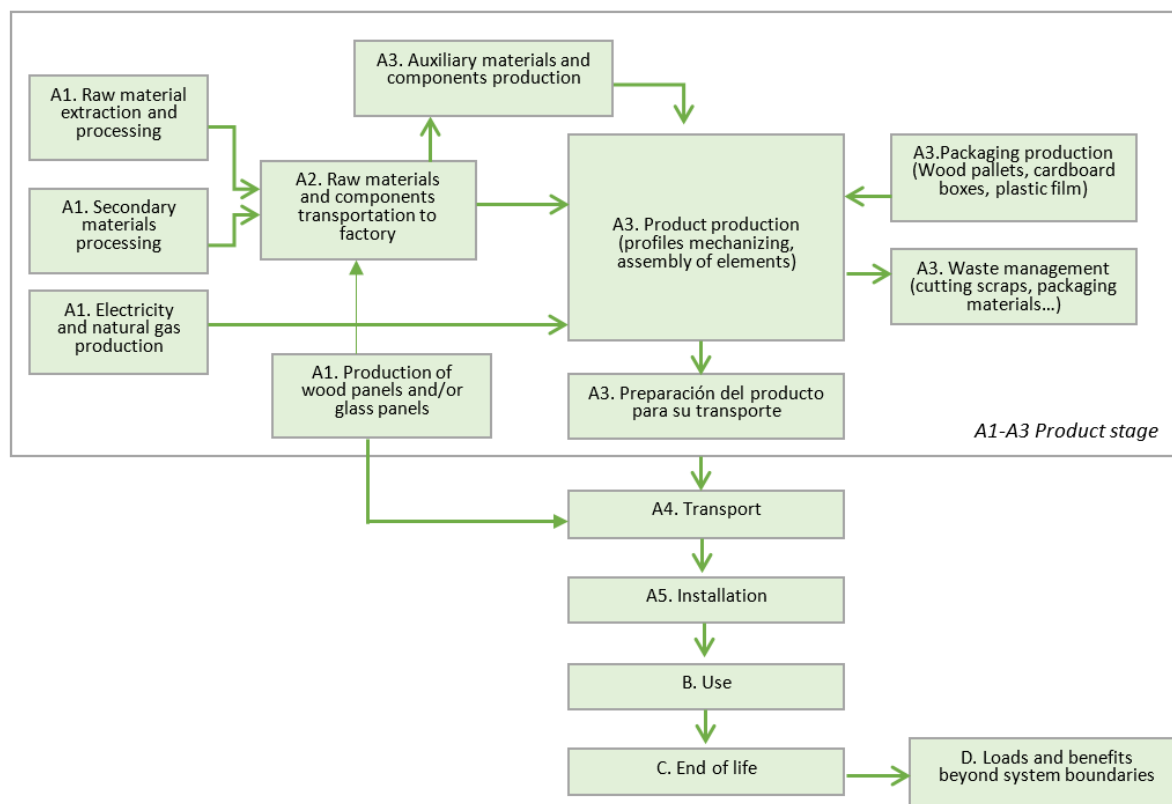 A3. Auxiliary materials and
components production
A1. Raw material
extraction and
processing
A3.Packaging production
(Wood pallets, cardboard
boxes, plastic film)
A2. Raw materials
and components
transportation to
factory
A1. Secondary
materials
processing
A3. Product production
(profiles mechanizing,
assembly of elements)
A3. Waste management
(cutting scraps, packaging
materials…)
A1. Electricity
and natural gas
production
A1. Production of
wood panels and/or
glass panels
A3. Preparación del producto
para su transporte
A1-A3 Product stage
A4. Transport
A5. Installation
B. Use
C. End of life
D. Loads and benefits
beyond system boundaries